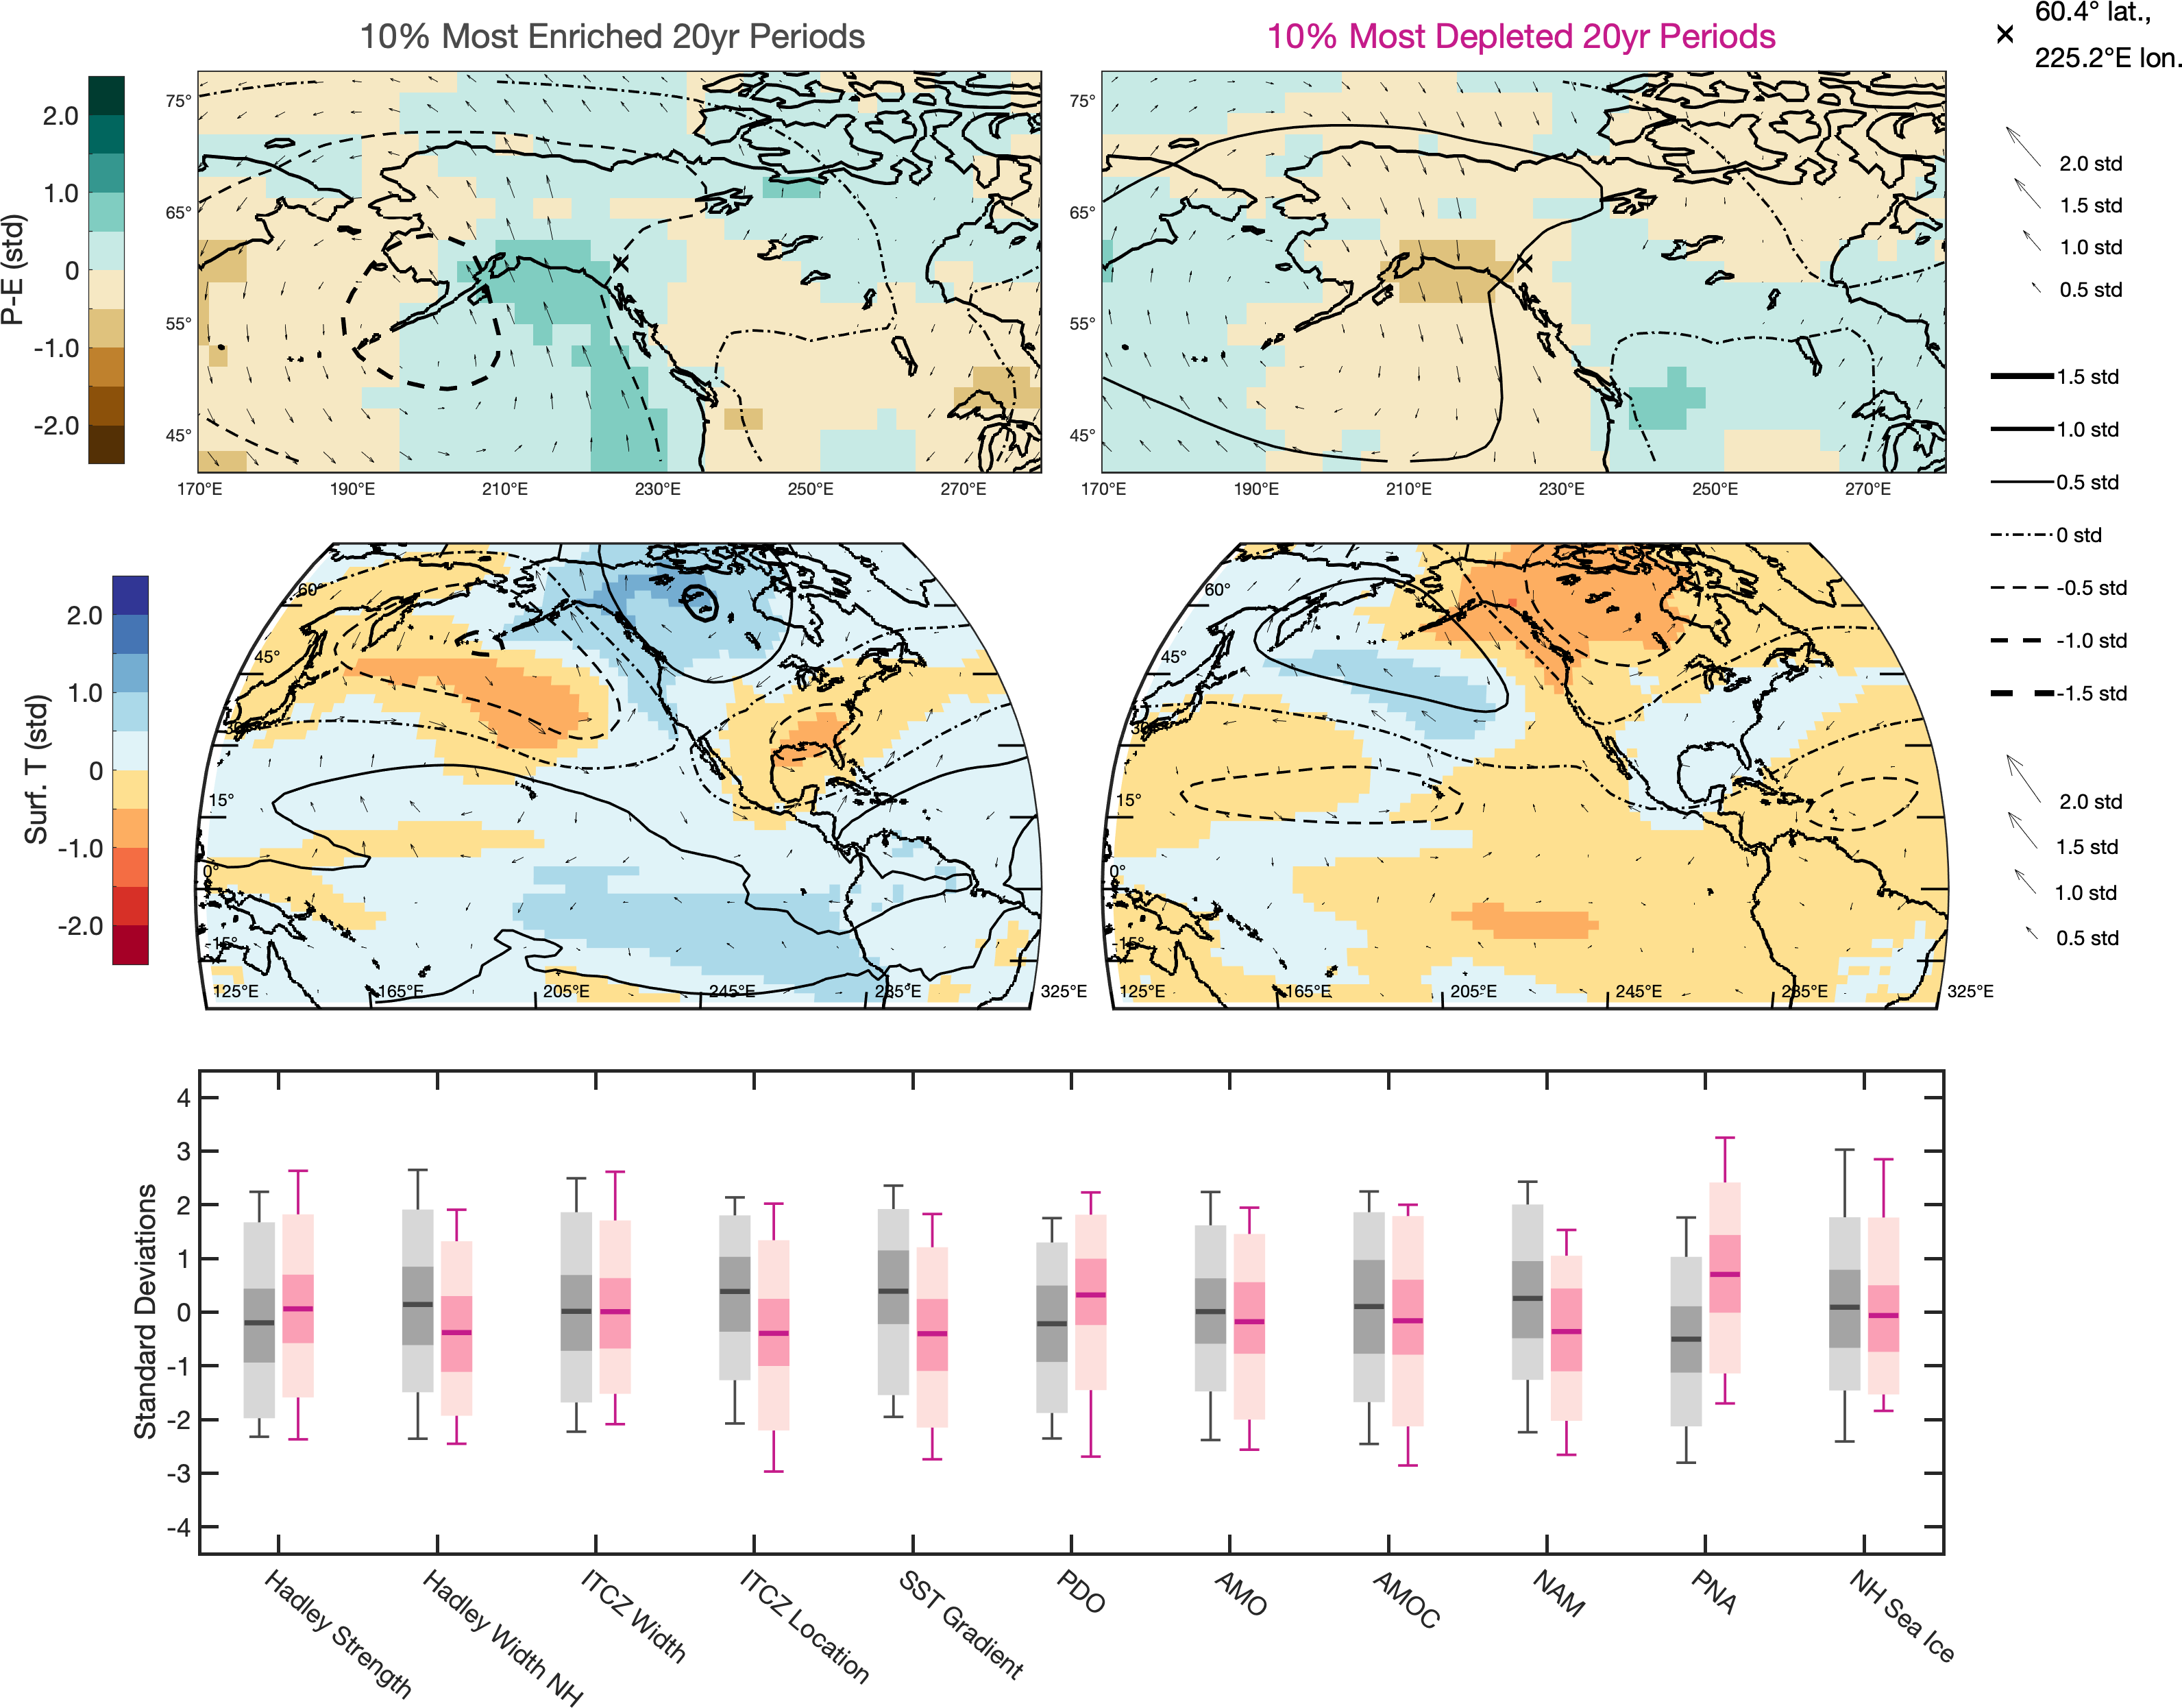 10% Most Enriched 20yr Periods
10% Most Depleted 20yr Periods
60.4° lat.,
225.2°E lon.
P-E (std)
2.0
1.0
0
-1.0
-2.0
75°
65°
55°
45°
170°E 190°E 210°E 230°E 250°E 270°E
75°
65°
55°
45°
170°E 190°E 210°E 230°E 250°E 270°E
2.0 std
1.5 std
1.0 std
0.5 std
1.5 std
1.0 std
0.5 std
0 std
-0.5 std
-1.0 std
-1.5 std
Surf. T (std)
2.0
1.0
0
-1.0
-2.0
60°
45°
30°
15°
0°
-15°
125°E 165°E 205°E 245°E 285°E 325°E
60°
45°
30°
15°
0°
-15°
125°E 165°E 205°E 245°E 285°E 325°E
2.0 std
1.5 std
1.0 std
0.5 std
Standard Deviations
4
3
2
1
0
-1
-2
-3
-4
Hadley Strength
Hadley Width NH
ITCZ Width
ITCZ Location
SST Gradient
PDO
AMO
AMOC
NAM
PNA
NH Sea Ice